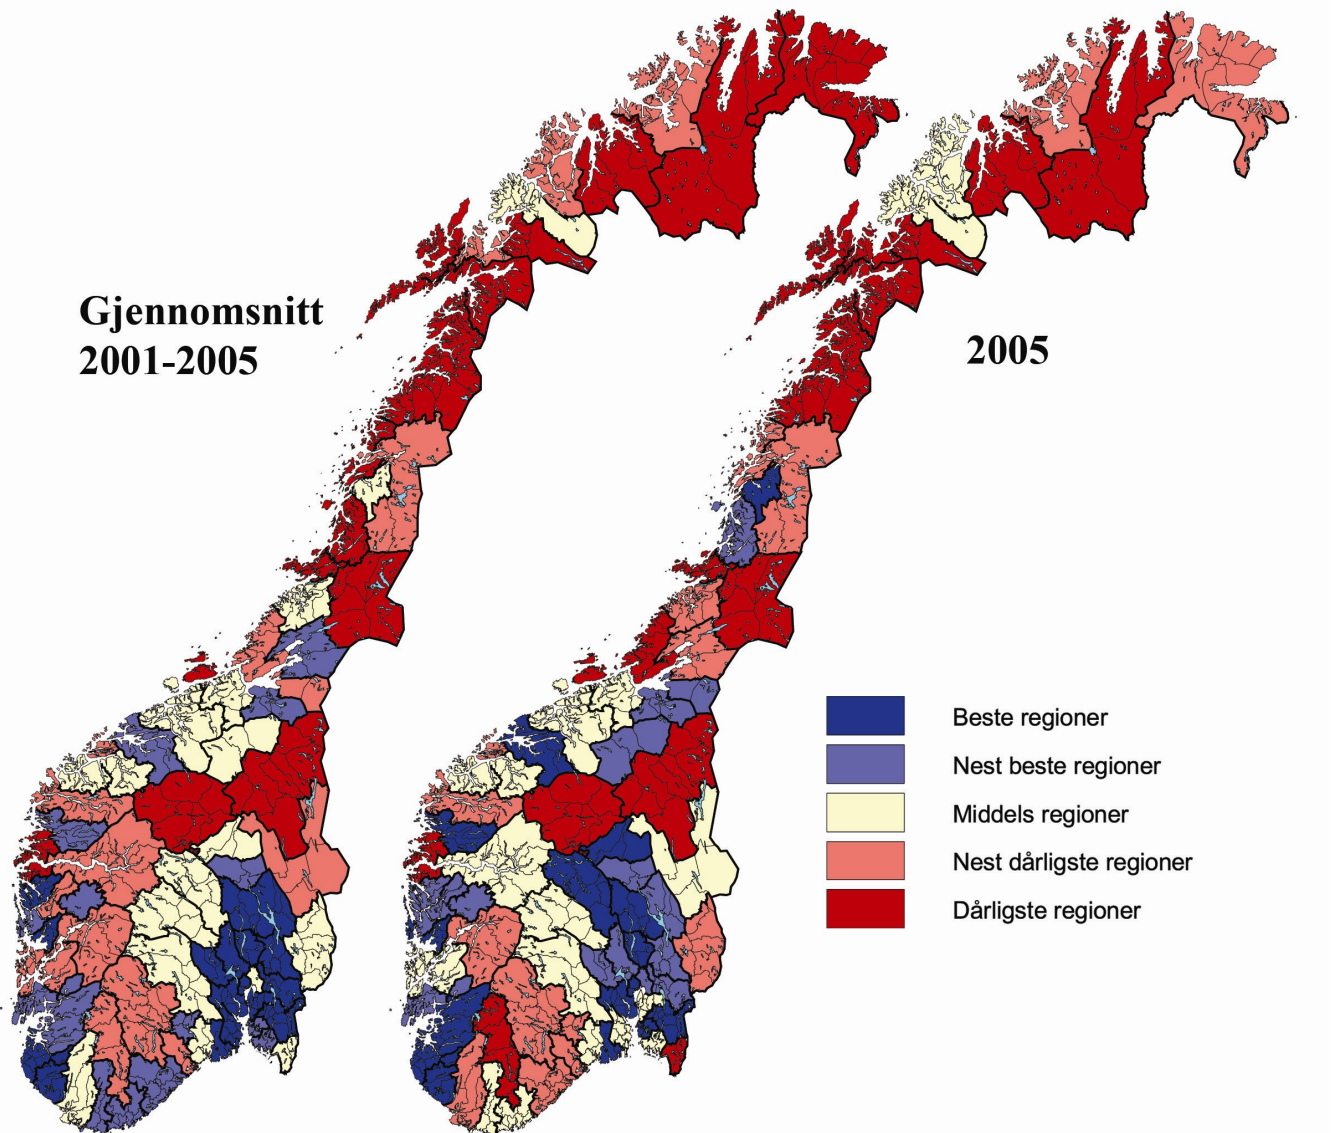 Gjennomsnitt
2001-2005
2005
Beste regioner
Nest beste regioner
Middels regioner
Nest dårligste regioner
Dårligste regioner